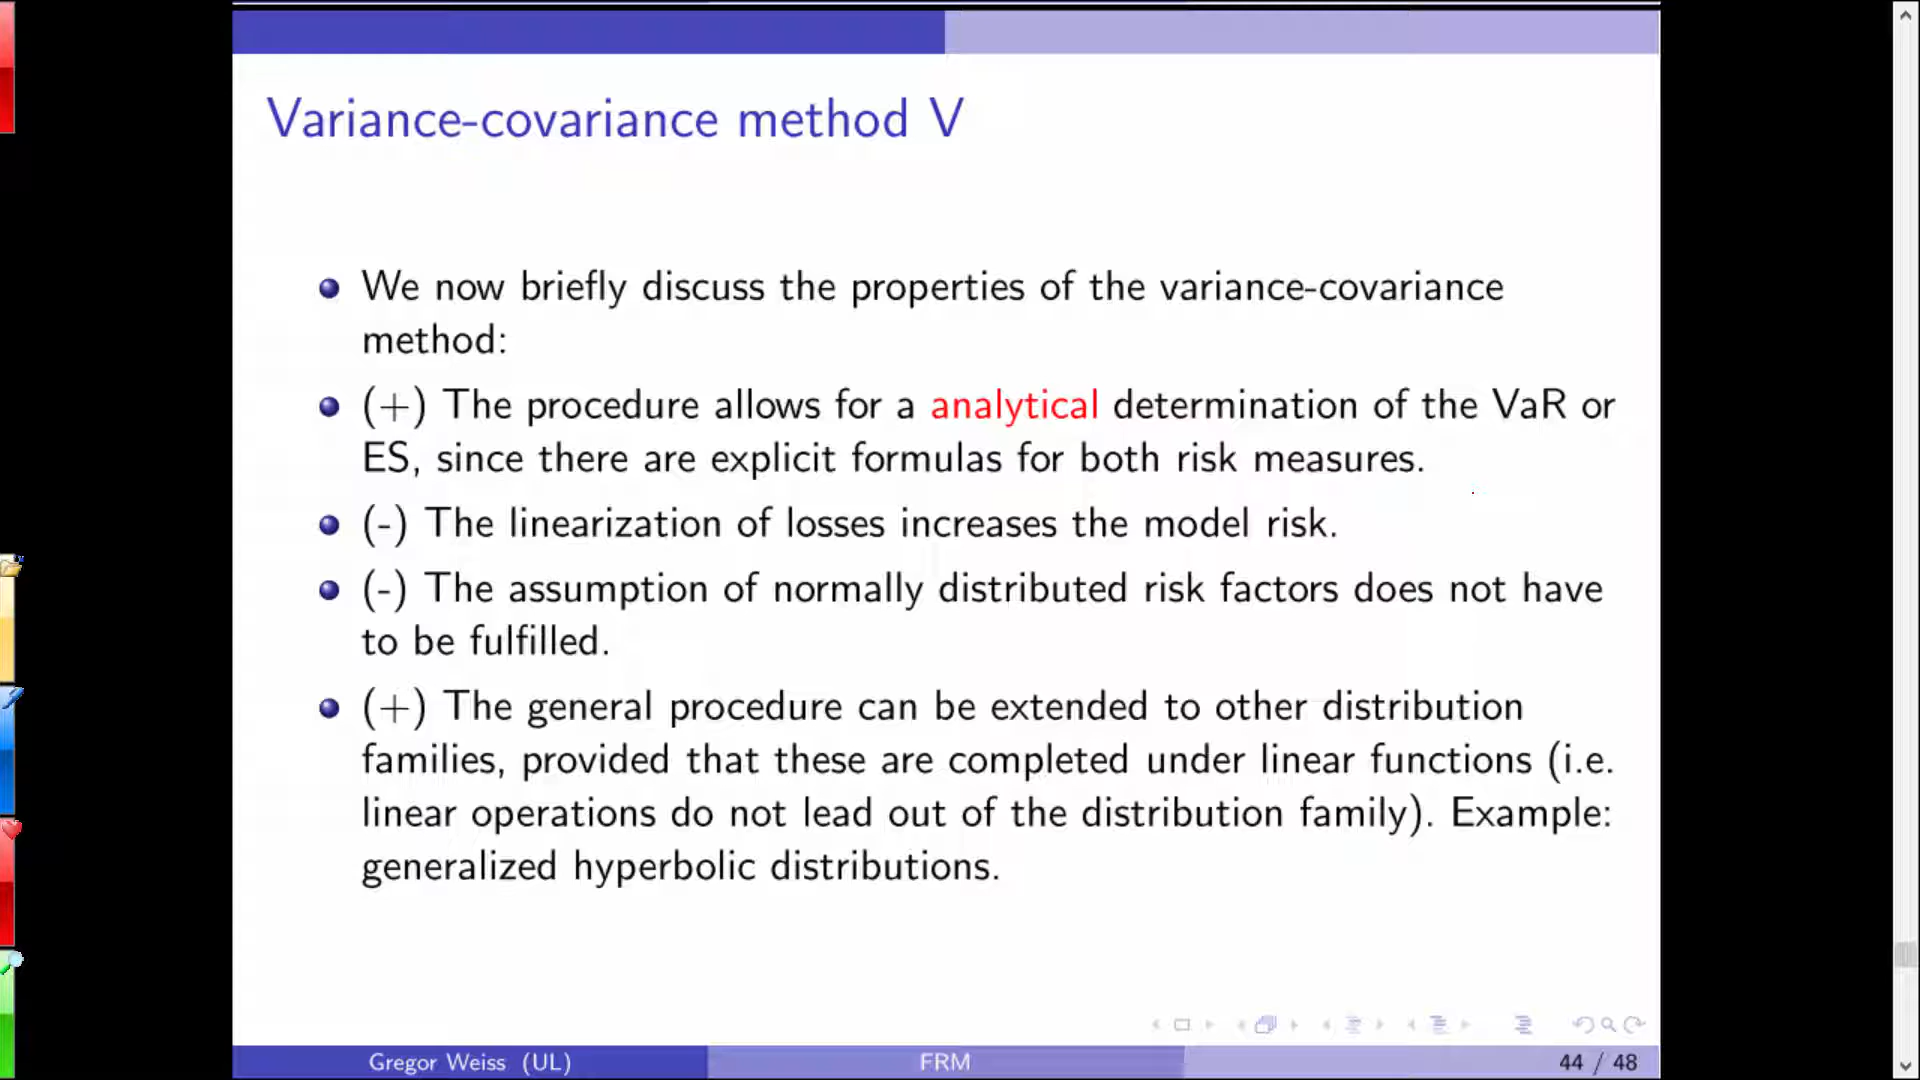 Variance-covariance method V
We now briefly discuss the properties of the variance-covariance
method:
(+) The procedure allows for a analytical determination of the VaR or
ES, since there are explicit formulas for both risk measures.
(-) The linearization of losses increases the model risk.
(-) The assumption of normally distributed risk factors does not have
to be fulfilled.
(+) The general procedure can be extended to other distribution
families, provided that these are completed under linear functions (i.e.
linear operations do not lead out of the distribution family). Example:
generalized hyperbolic distributions.
Gregor Weiss (UL) FRM 44 / 48